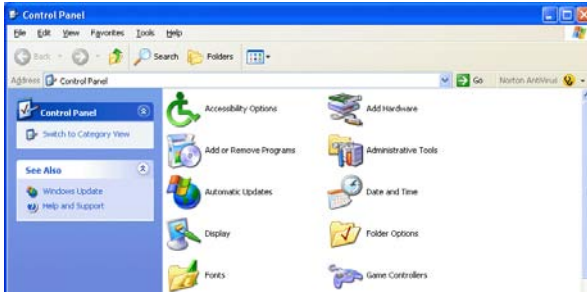 Control Panel
File Edit View Favorites Tools Help
Back Search Folders
Address Control Panel Go Norton AntiVirus
Control Panel
Switch to Category View
See Also
Windows Update
Help and Support
Accessibility Options Add Hardware
Add or Remove Programs Administrative Tools
Automatic Updates Date and Time
Display Folder Options
Fonts Game Controllers